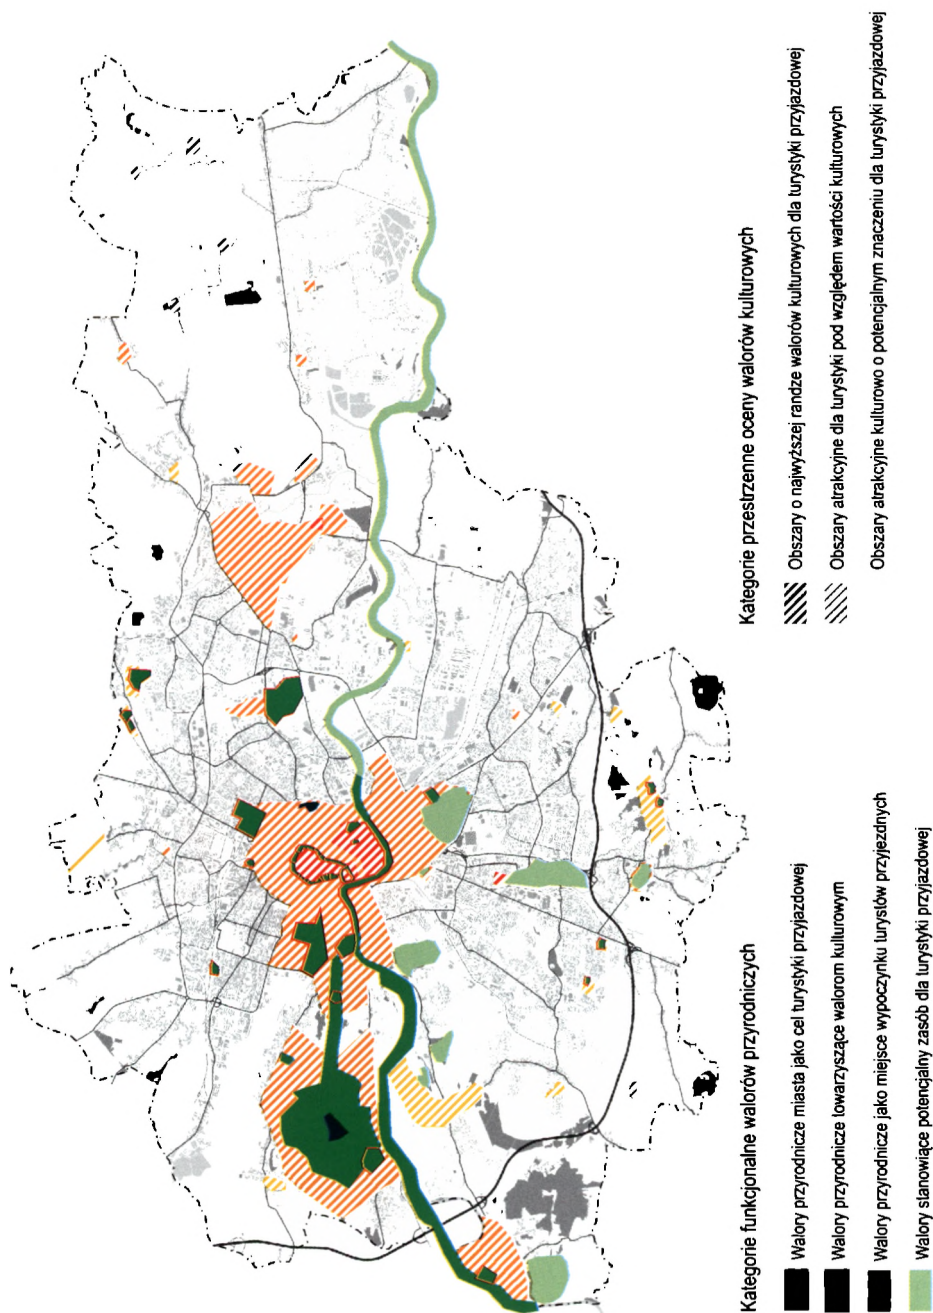 Kategorie funkcjonalne walorów przyrodniczych
Walory przyrodnicze miasta jako cel turystyki przyjazdowej
Walory przyrodnicze towarzyszące walorom kulturowym
Walory przyrodnicze jako miejsce wypoczynku turystów przyjezdnych
Walory stanowiące potencjalny zasób dla turystyki przyjazdowej
Kategorie przestrzenne oceny walorów kulturowych
Obszary o najwyższej randze walorów kulturowych dla turystyki przyjazdowej
Obszary atrakcyjne dla turystyki pod względem wartości kulturowych
Obszary atrakcyjne kulturowo o potencjalnym znaczeniu dla turystyki przyjazdowej